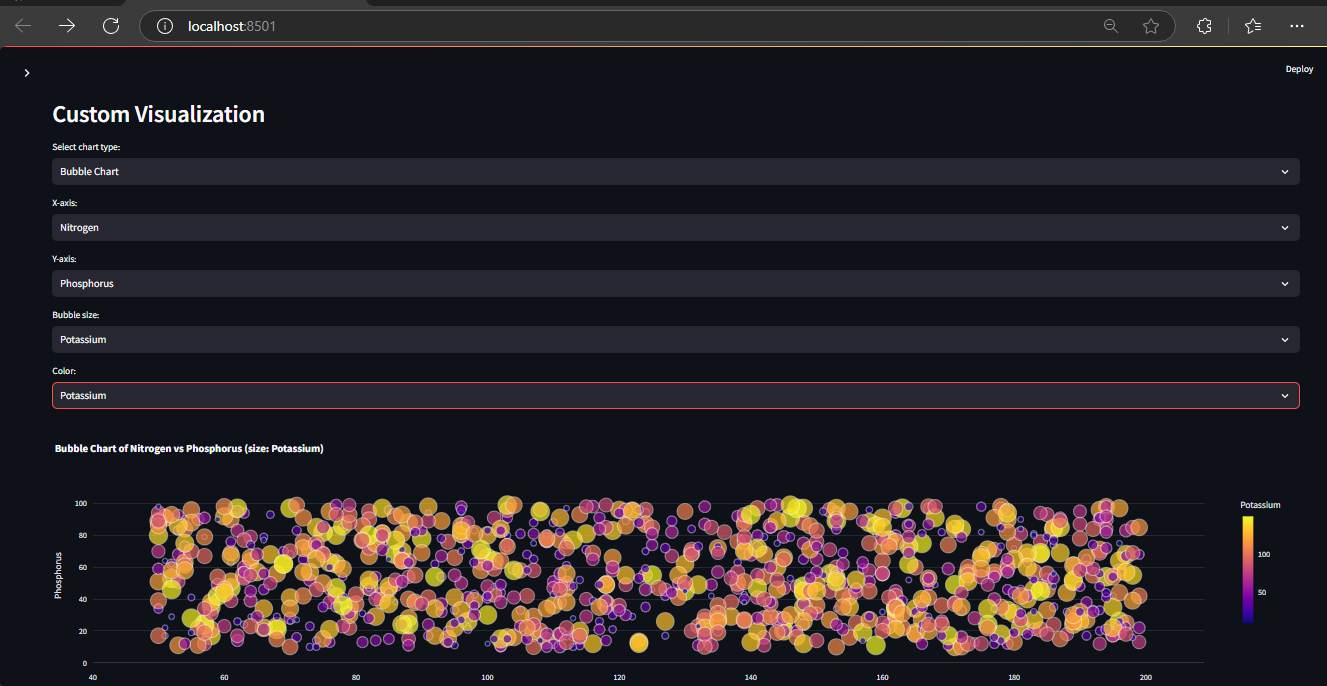 localhost:8501
Deploy
Custom Visualization
Select chart type:
Bubble Chart
X-axis:
Nitrogen
Y-axis:
Phosphorus
Bubble size:
Potassium
Color:
Potassium
Bubble Chart of Nitrogen vs Phosphorus (size: Potassium)
Potassium
100
80
60
40
20
0
Phosphorus
100
50
40 60 80 100 120 140 160 180 200